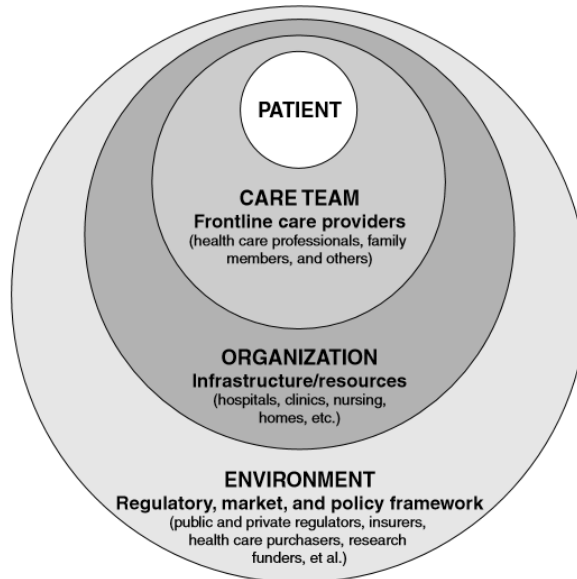 PATIENT
CARE TEAM
Frontline care providers
(health care professionals, family
members, and others)
ORGANIZATION
Infrastructure/resources
(hospitals, clinics, nursing,
homes, etc.)
ENVIRONMENT
Regulatory, market, and policy framework
(public and private regulators, insurers,
health care purchasers, research
funders, et al.)